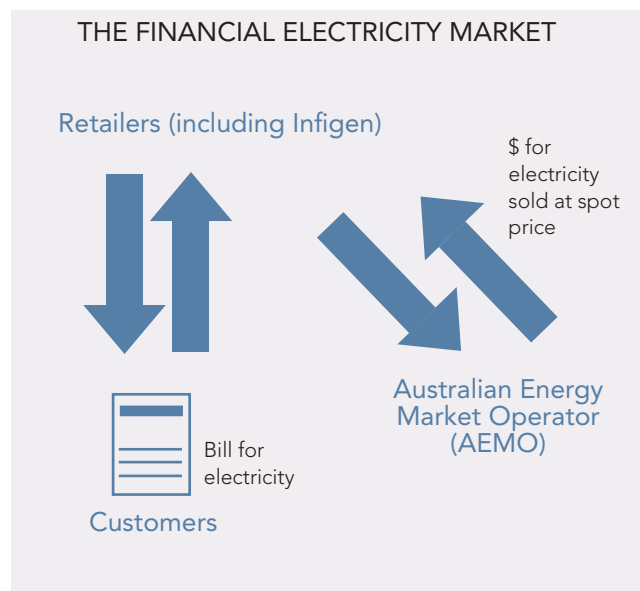 THE FINANCIAL ELECTRICITY MARKET
Retailers (including Infigen)
$ for
electricity
sold at spot
price
Australian Energy
Market Operator
(AEMO)
Bill for
electricity
Customers